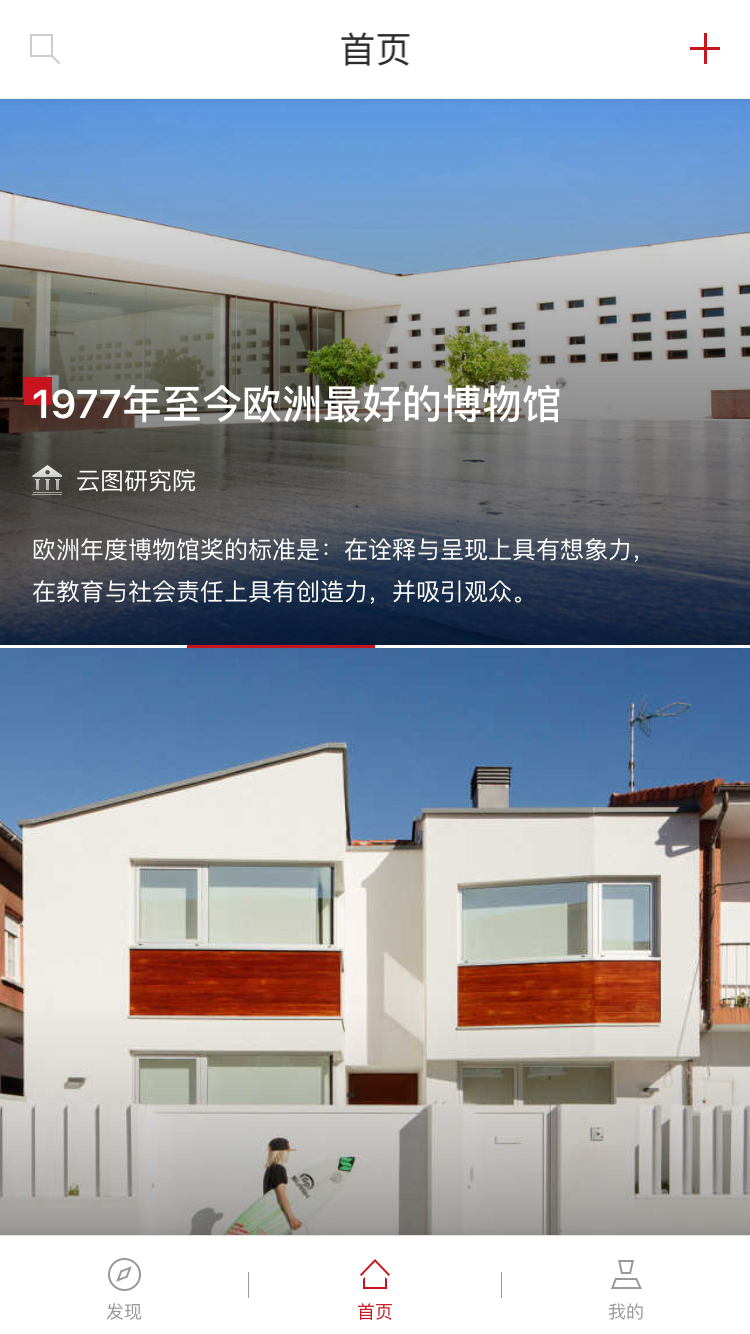 首页
1977年至今欧洲最好的博物馆
云图研究院
欧洲年度博物馆奖的标准是：在诠释与呈现上具有想象力，
在教育与社会责任上具有创造力，并吸引观众。
发现
首页
我的